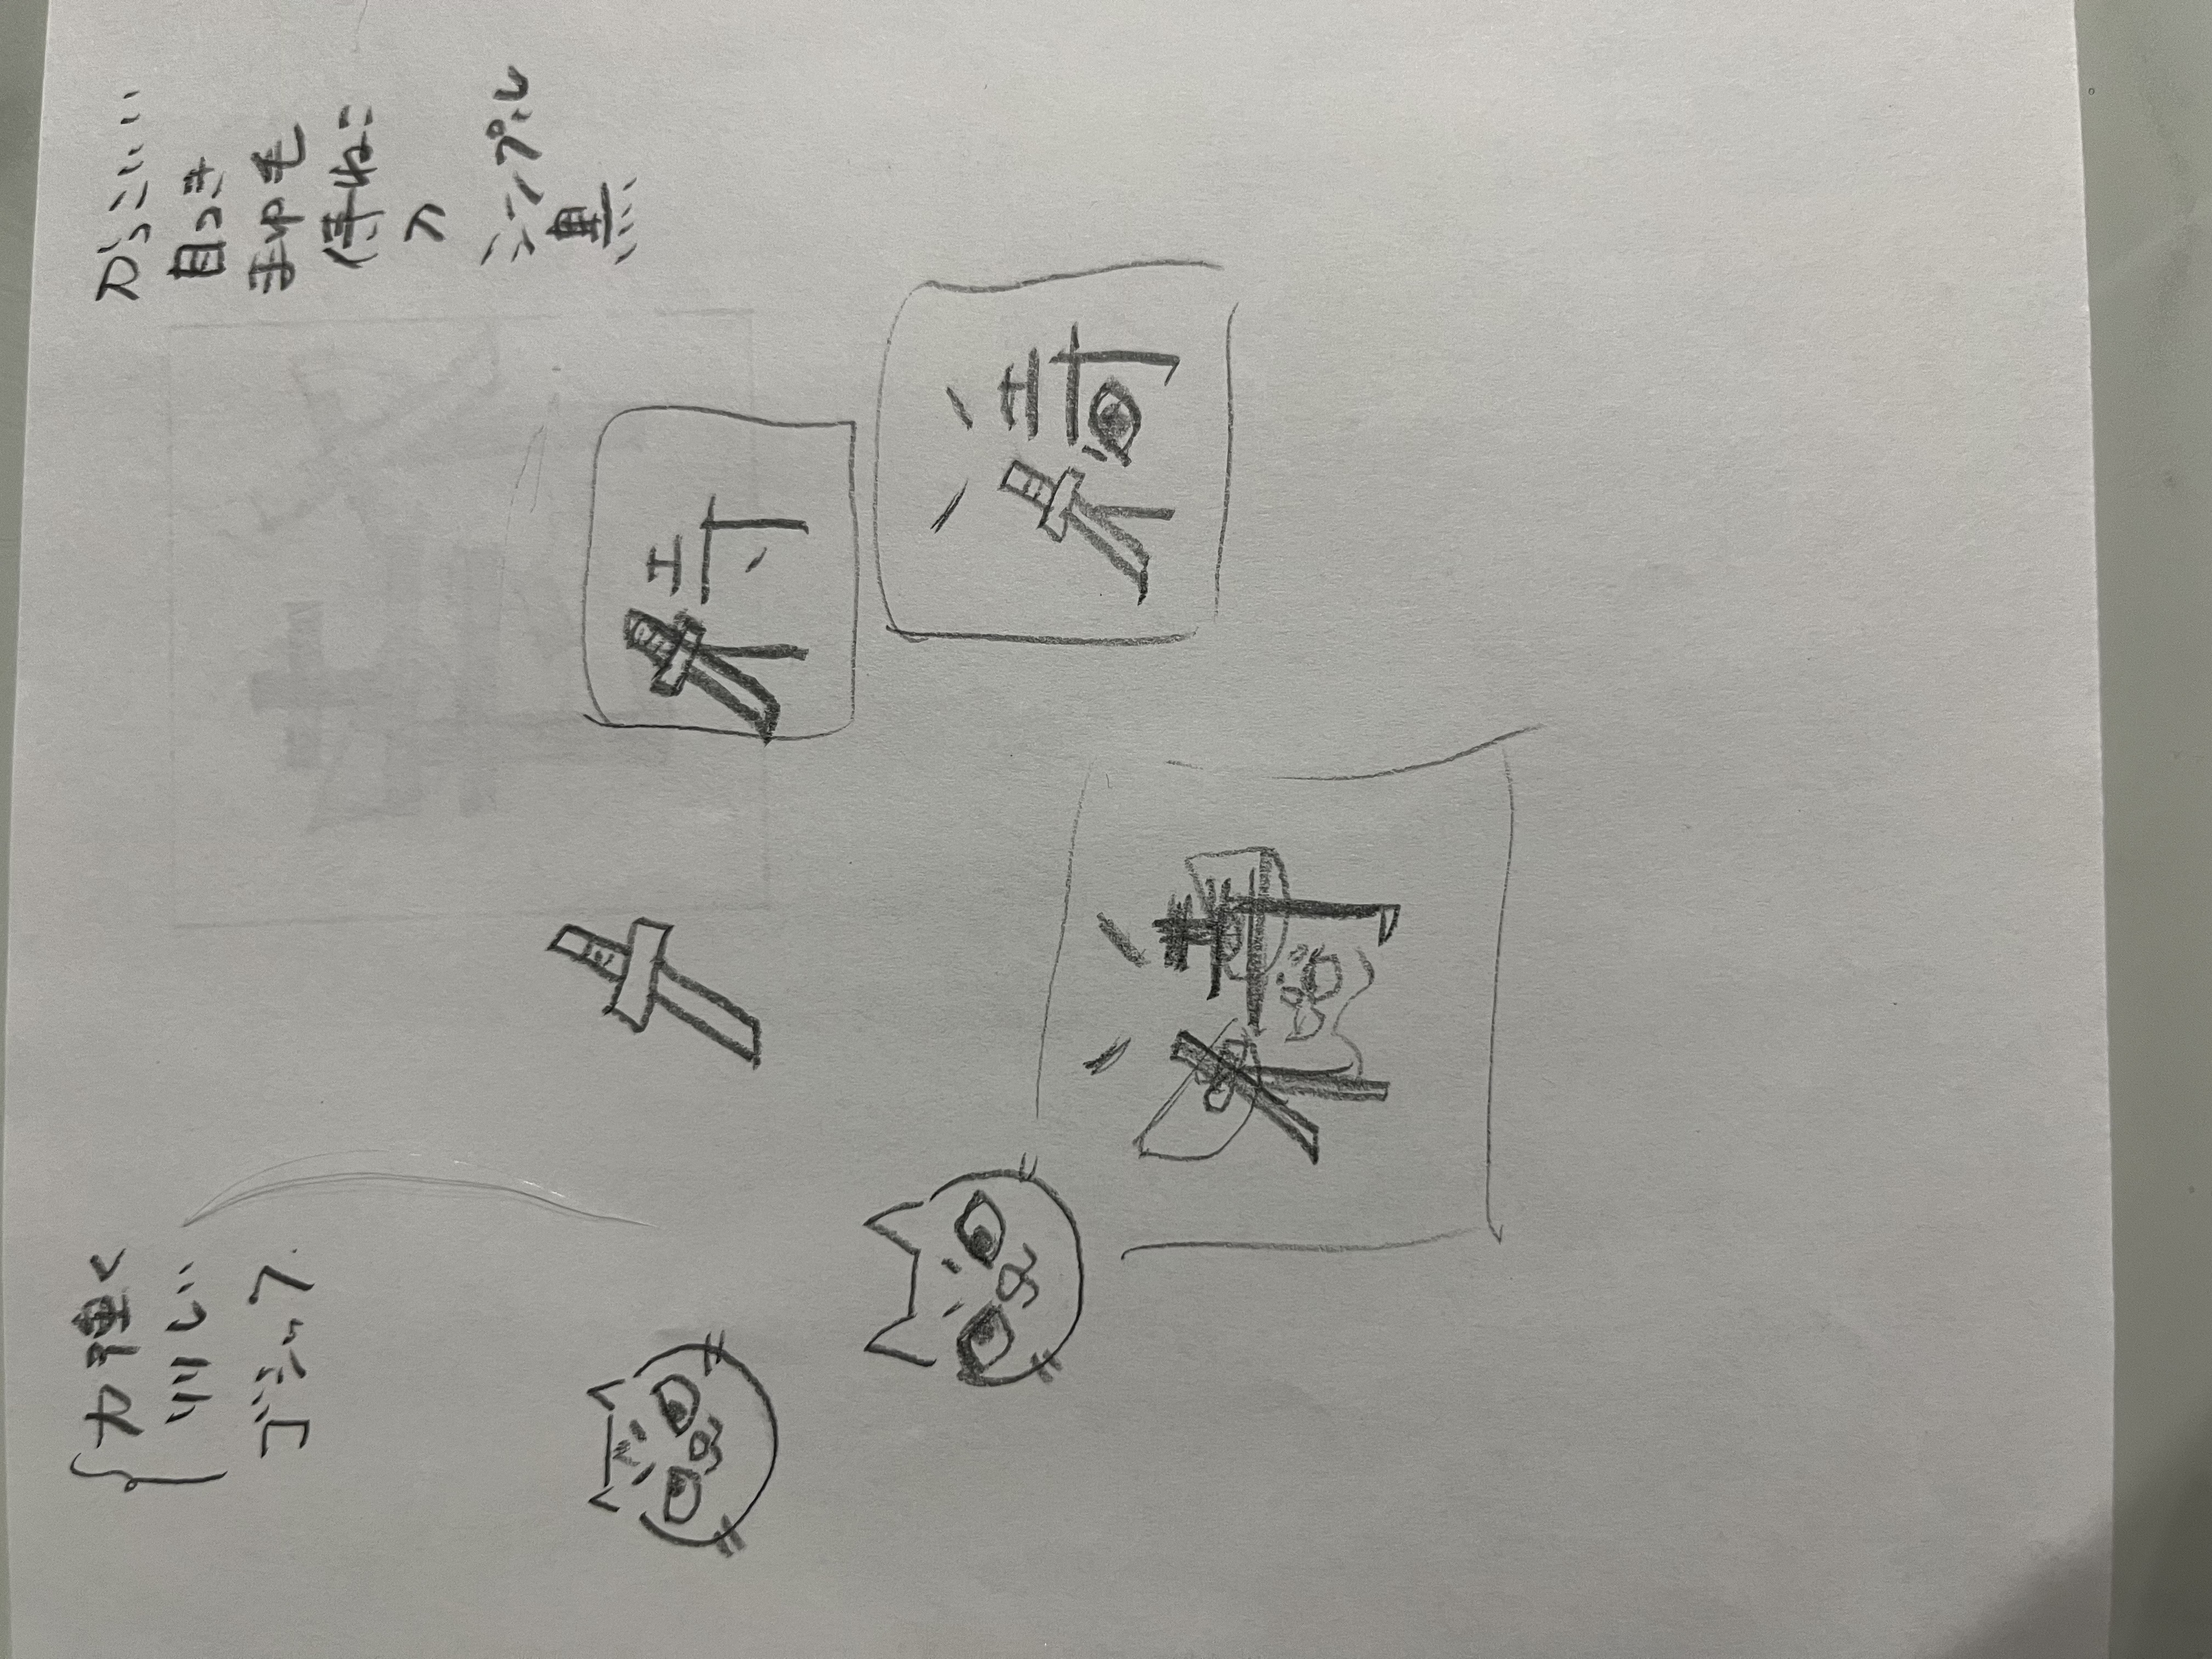 力強く
りりしい
ゴシック.
かっこいい
目つき
まゆ毛
侍ねこ
刀
シンプル
黒
侍
侍
侍